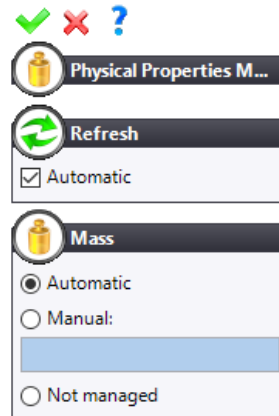 ?
Physical Properties M...
Refresh
Automatic
Mass
Automatic
Manual:
Not managed